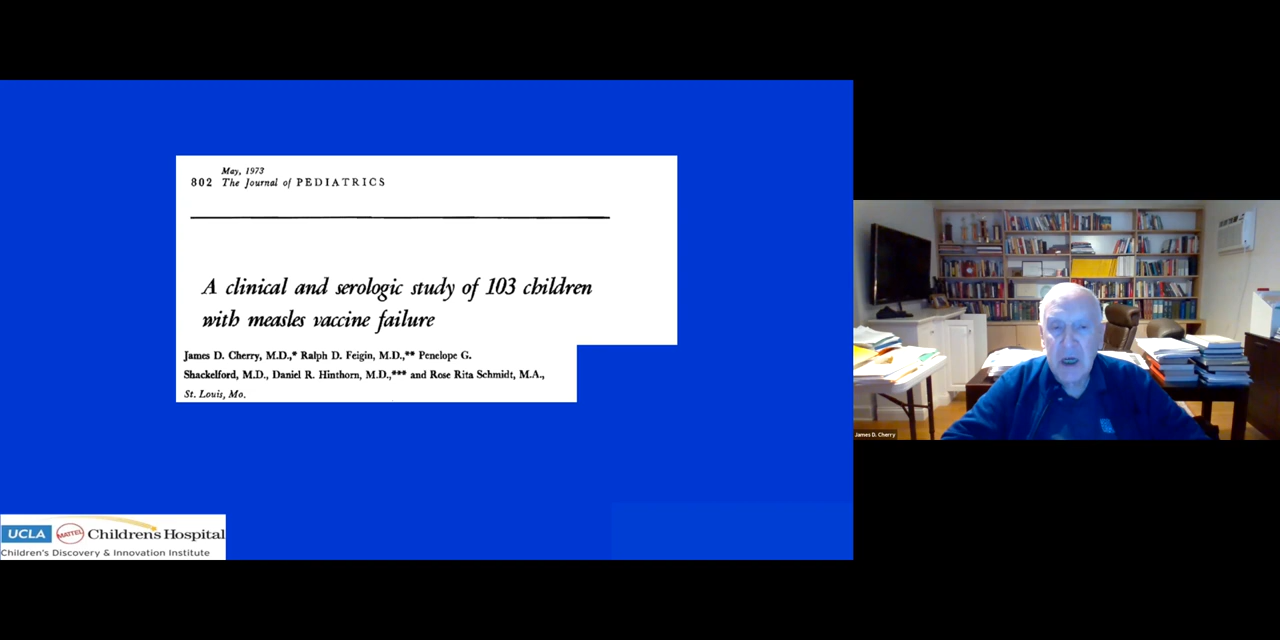 May, 1973
802 The Journal of PEDIATRICS
A clinical and serologic study of 103 children
with measles vaccine failure
James D. Cherry, M.D.,* Ralph D. Feigin, M.D.,** Penelope G.
Shackelford, M.D., Daniel R. Hinthorn, M.D.,*** and Rose Rita Schmidt, M.A.,
St. Louis, Mo.
James D. Cherry
UCLA MATTEL Children's Hospital
Children's Discovery & Innovation Institute